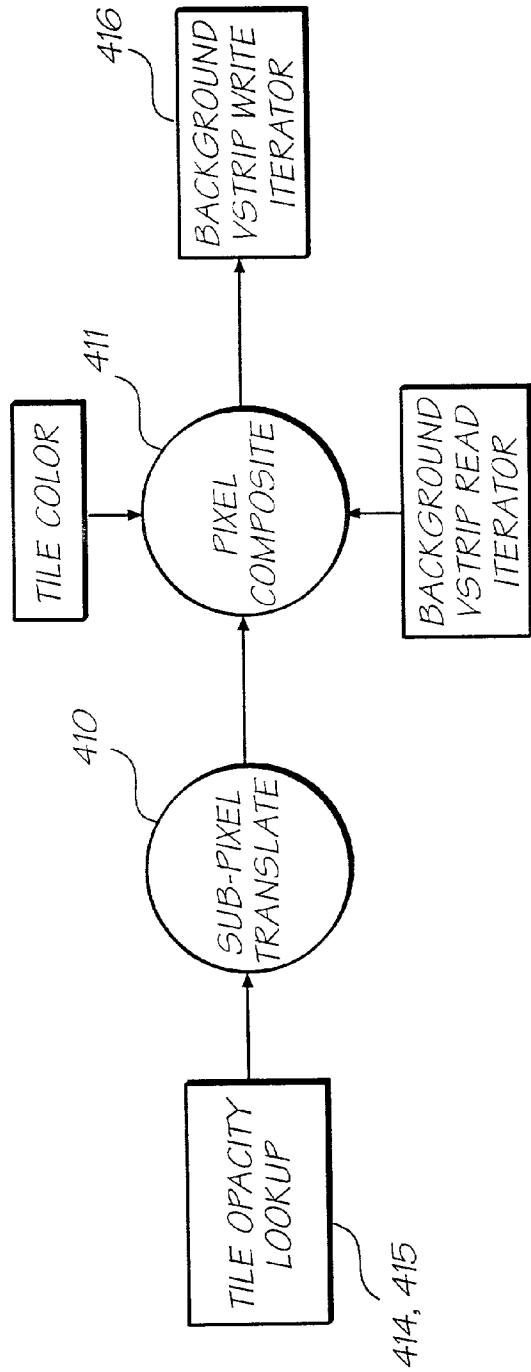 TILE OPACITY
LOOKUP
414, 415
SUB-PIXEL
TRANSLATE
410
TILE COLOR
PIXEL
COMPOSITE
411
BACKGROUND
VSTRIP READ
ITERATOR
BACKGROUND
VSTRIP WRITE
ITERATOR
416